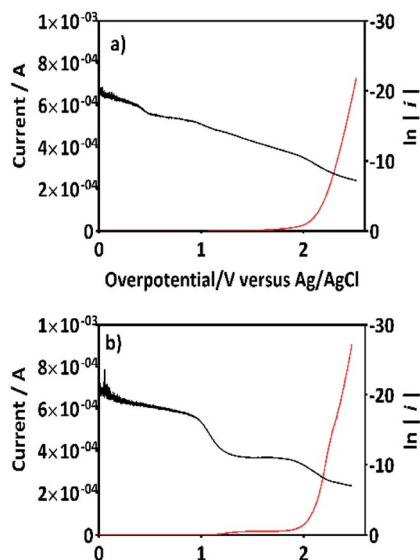 1×10⁻⁰³
8×10⁻⁰⁴
6×10⁻⁰⁴
4×10⁻⁰⁴
2×10⁻⁰⁴
0
Current / A
a)
-30
-20
-10
0
ln | i |
0 1 2
Overpotential/V versus Ag/AgCl
1×10⁻⁰³
8×10⁻⁰⁴
6×10⁻⁰⁴
4×10⁻⁰⁴
2×10⁻⁰⁴
0
Current / A
b)
-30
-20
-10
0
ln | i |
0 1 2